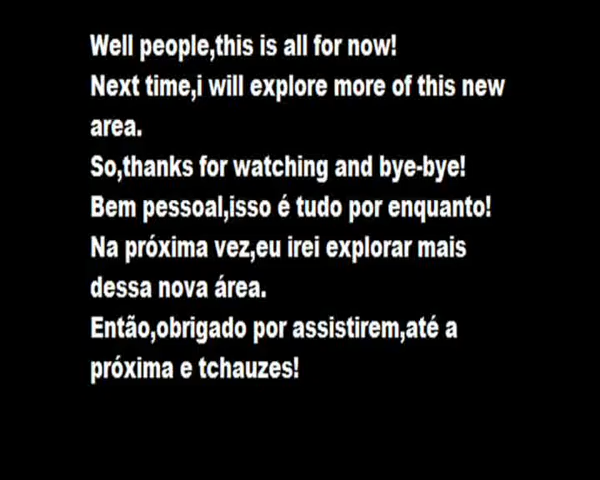 Well people,this is all for now!
Next time,i will explore more of this new
area.
So,thanks for watching and bye-bye!
Bem pessoal,isso é tudo por enquanto!
Na próxima vez,eu irei explorar mais
dessa nova área.
Então,obrigado por assistirem,até a
próxima e tchauzes!